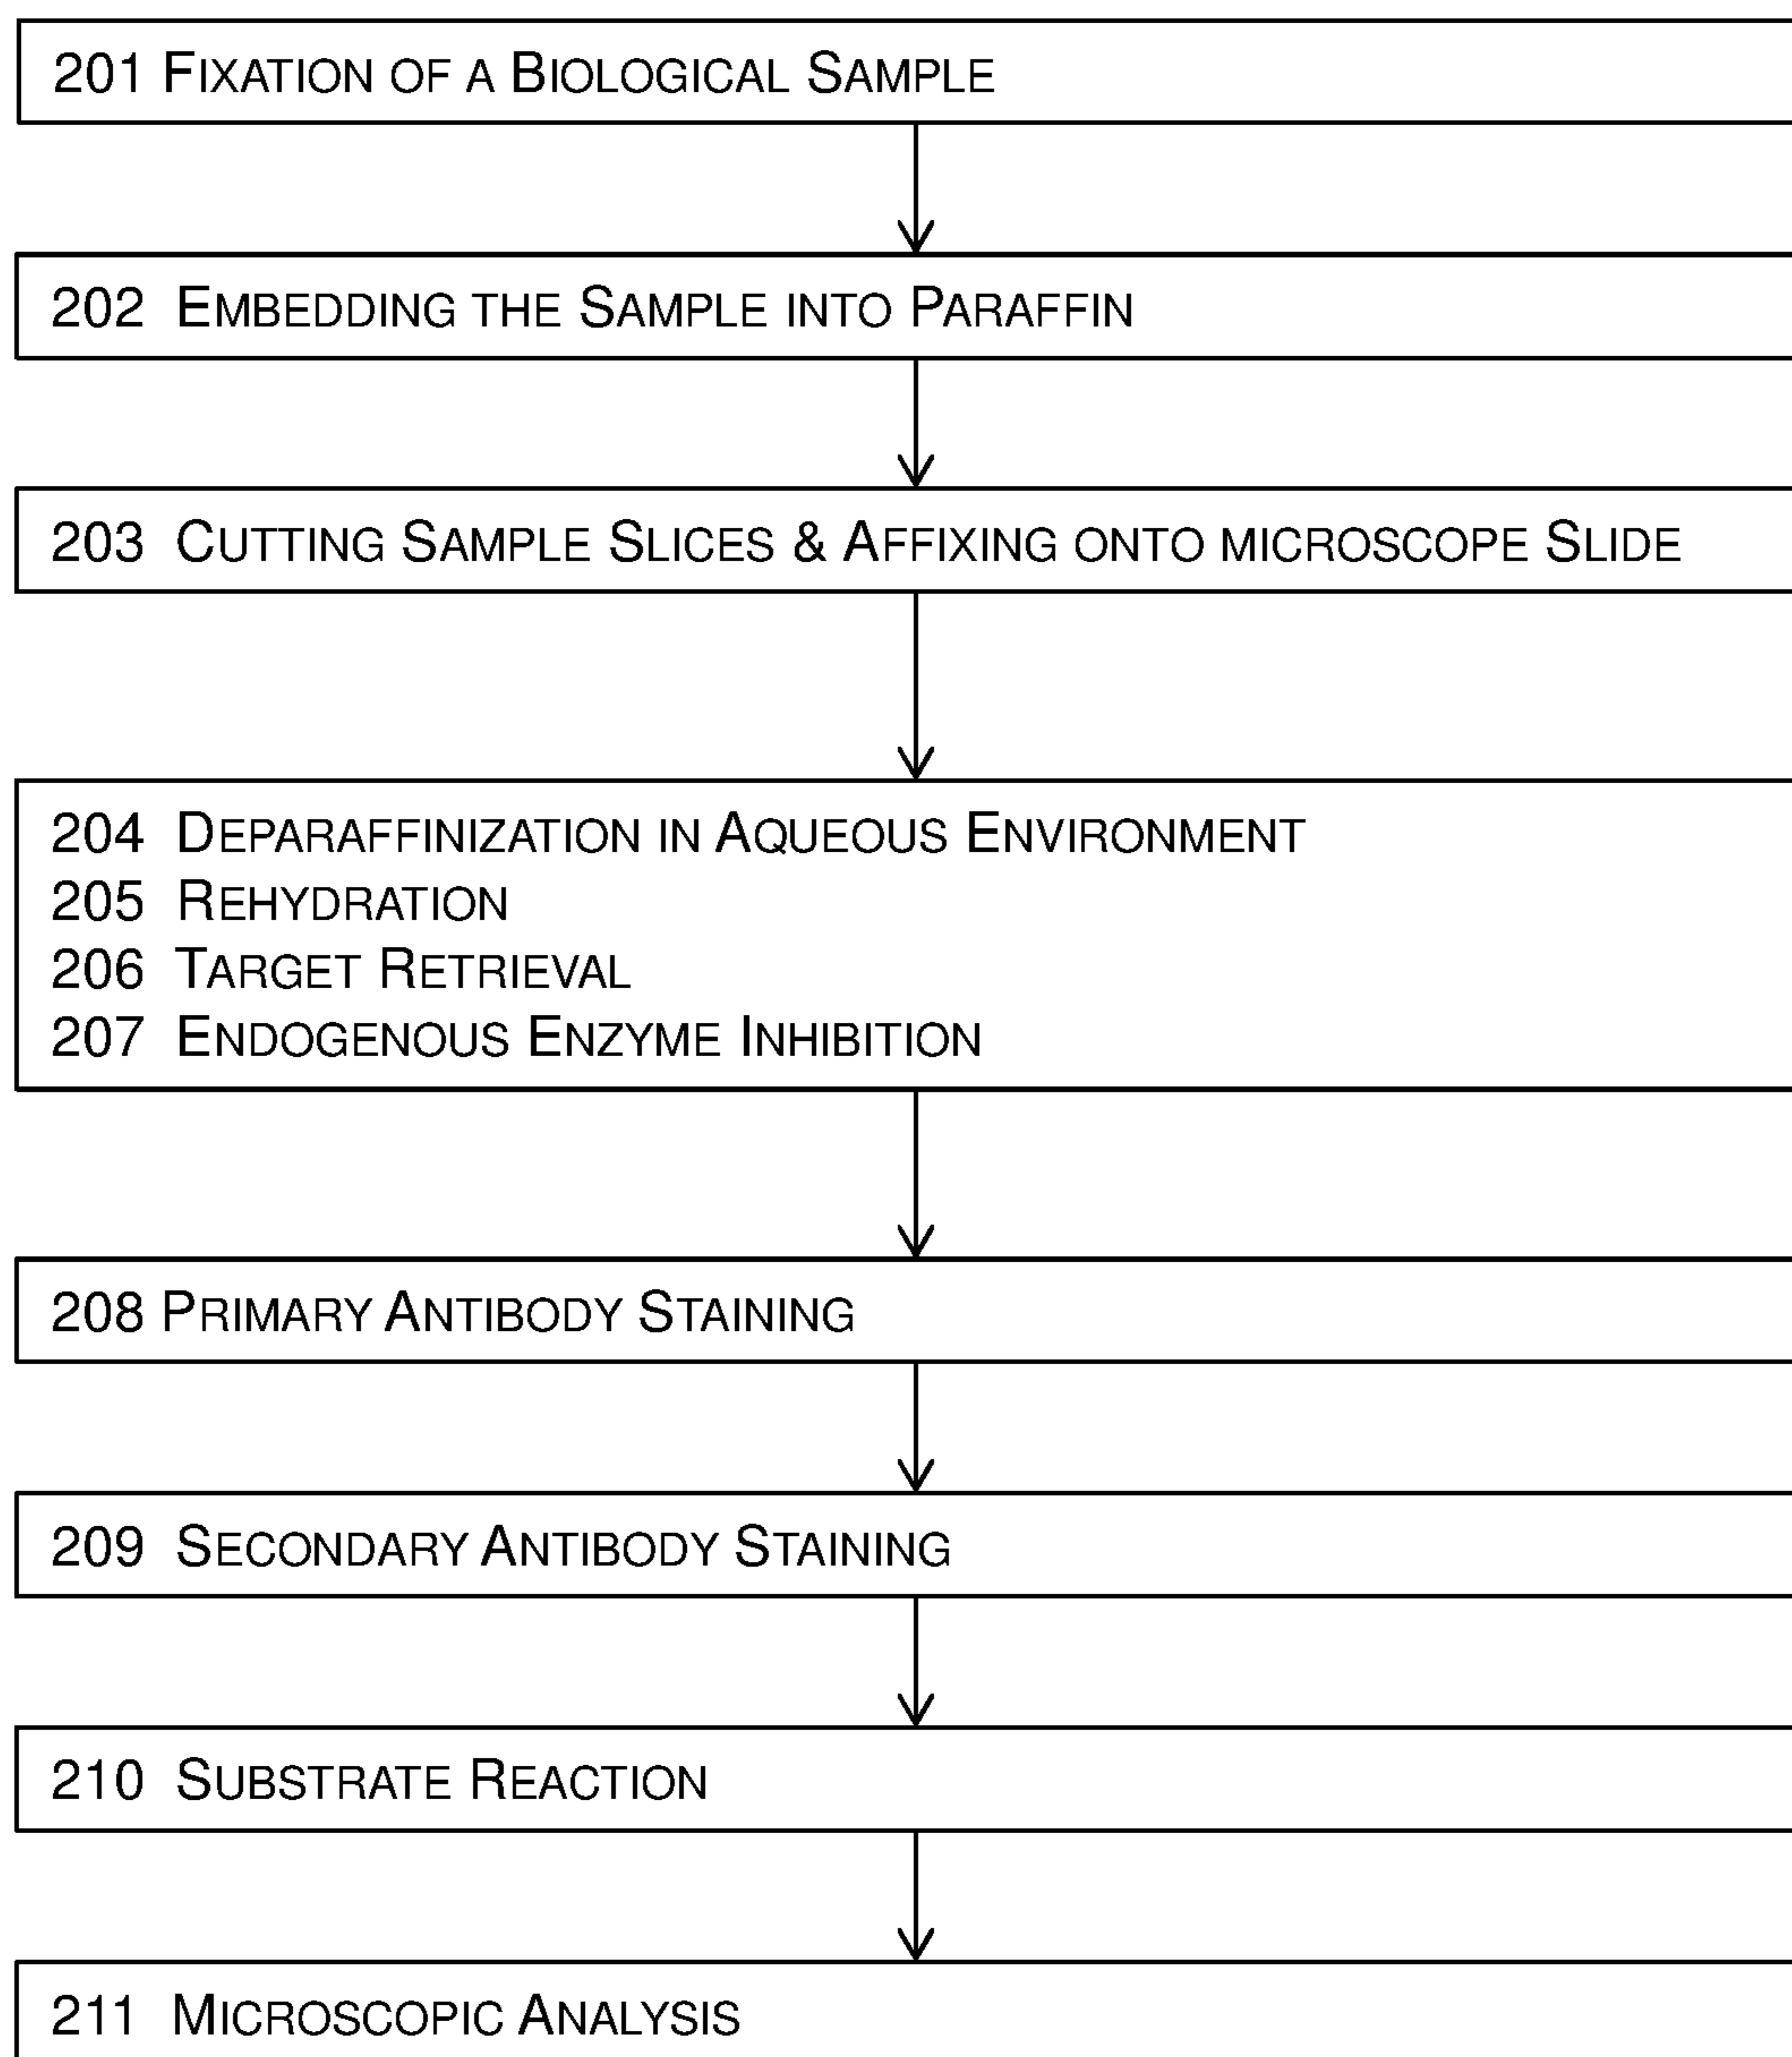 201 FIXATION OF A BIOLOGICAL SAMPLE
202 EMBEDDING THE SAMPLE INTO PARAFFIN
203 CUTTING SAMPLE SLICES & AFFIXING ONTO MICROSCOPE SLIDE
204 DEPARAFFINIZATION IN AQUEOUS ENVIRONMENT
205 REHYDRATION
206 TARGET RETRIEVAL
207 ENDOGENOUS ENZYME INHIBITION
208 PRIMARY ANTIBODY STAINING
209 SECONDARY ANTIBODY STAINING
210 SUBSTRATE REACTION
211 MICROSCOPIC ANALYSIS